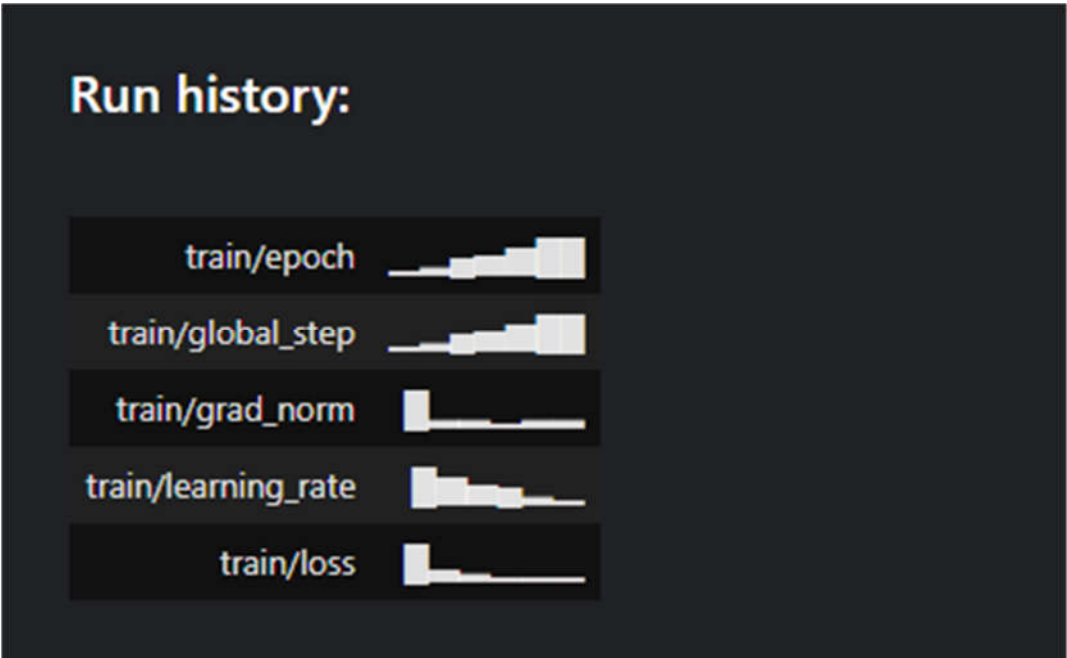 Run history:
train/epoch
train/global_step
train/grad_norm
train/learning_rate
train/loss